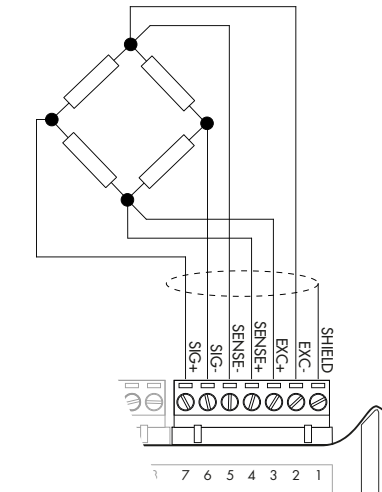 SIG+
SIG-
SENSE-
SENSE+
EXC+
EXC-
SHIELD
7 6 5 4 3 2 1